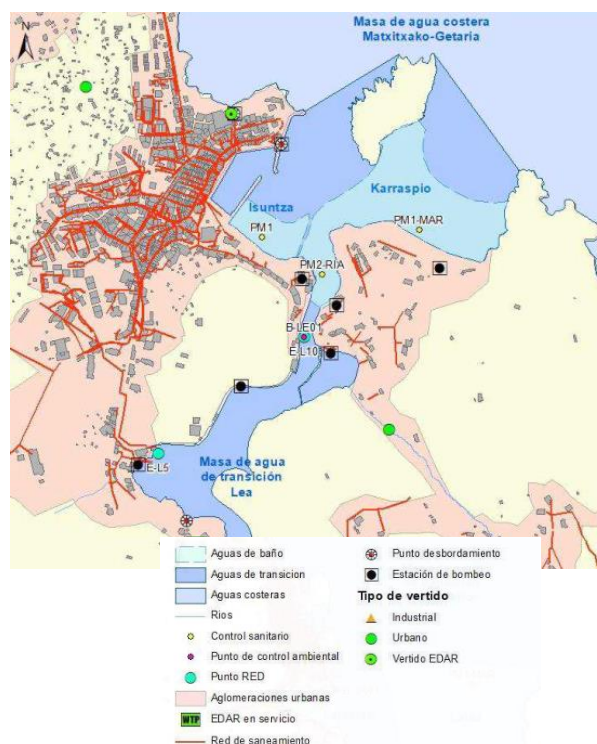 Masa de agua costera
Matxitxako-Getaria
N
Karraspio
Isuntza
PM1
PM1-MAR
PM2-RIA
B-LE01
E-L10
E-L5
Masa de agua
de transición
Lea
Aguas de baño
Aguas de transicion
Aguas costeras
Rios
Control sanitario
Punto de control ambiental
Punto RED
Aglomeraciones urbanas
WTP EDAR en servicio
Red de saneamiento
Punto desbordamiento
Estación de bombeo
Tipo de vertido
Industrial
Urbano
Vertido EDAR